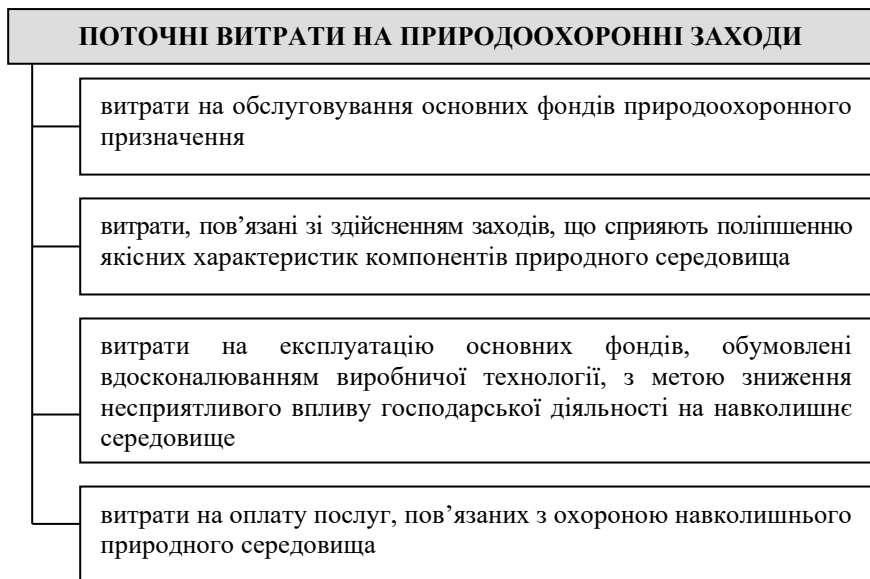 ПОТОЧНІ ВИТРАТИ НА ПРИРОДООХОРОННІ ЗАХОДИ
витрати на обслуговування основних фондів природоохоронного
призначення
витрати, пов’язані зі здійсненням заходів, що сприяють поліпшенню
якісних характеристик компонентів природного середовища
витрати на експлуатацію основних фондів, обумовлені
вдосконалюванням виробничої технології, з метою зниження
несприятливого впливу господарської діяльності на навколишнє
середовище
витрати на оплату послуг, пов’язаних з охороною навколишнього
природного середовища